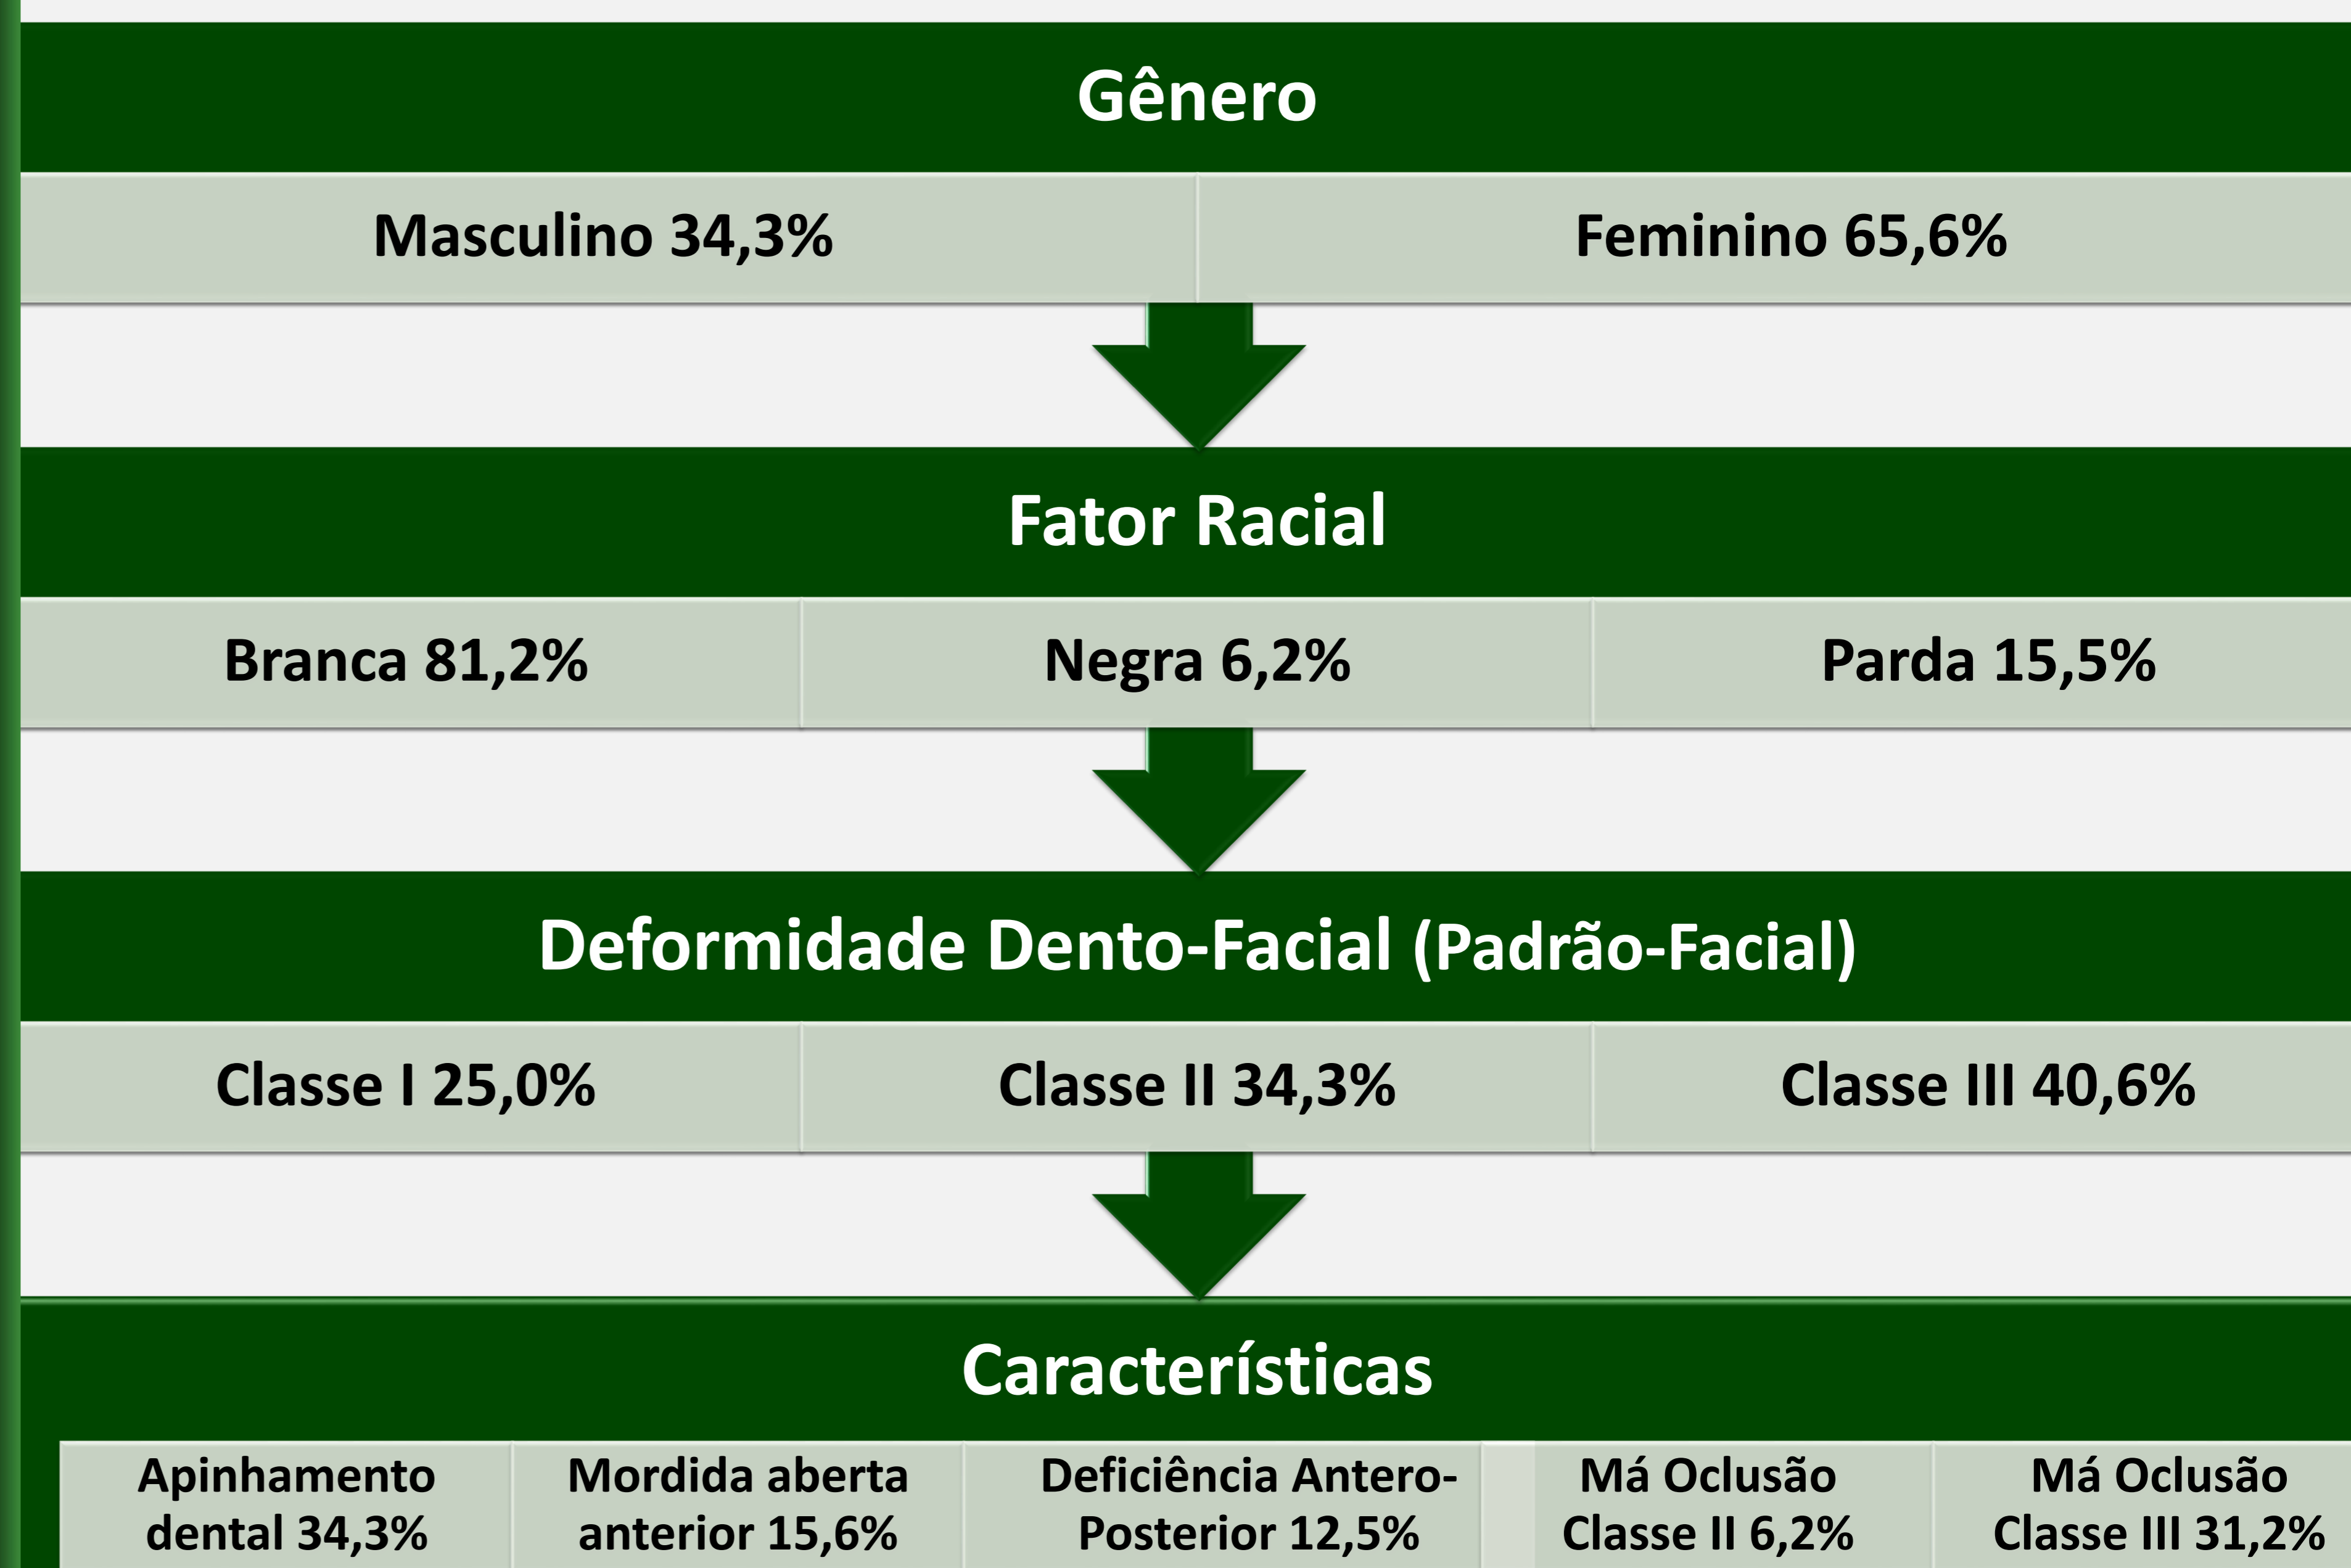 Gênero
Masculino 34,3%
Feminino 65,6%
Fator Racial
Branca 81,2%
Negra 6,2%
Parda 15,5%
Deformidade Dento-Facial (Padrão-Facial)
Classe I 25,0%
Classe II 34,3%
Classe III 40,6%
Características
Apinhamento
dental 34,3%
Mordida aberta
anterior 15,6%
Deficiência Antero-
Posterior 12,5%
Má Oclusão
Classe II 6,2%
Má Oclusão
Classe III 31,2%